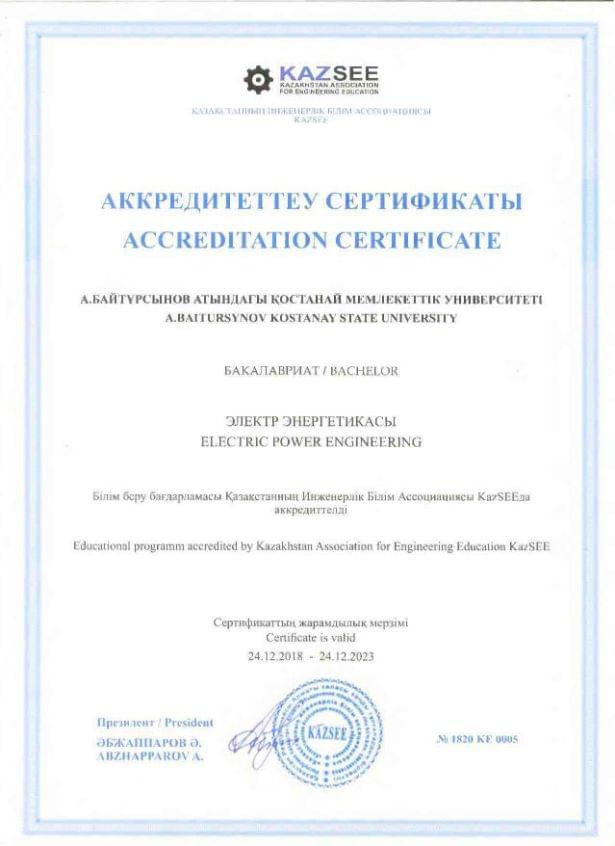 KAZSEE
KAZAKHSTAN ASSOCIATION
FOR ENGINEERING EDUCATION
ҚАЗАҚСТАННЫҢ ИНЖЕНЕРЛІК БІЛІМ АССОЦИАЦИЯСЫ
KAZSEE
АККРЕДИТЕТТЕУ СЕРТИФИКАТЫ
ACCREDITATION CERTIFICATE
А.БАЙТҰРСЫНОВ АТЫНДАҒЫ ҚОСТАНАЙ МЕМЛЕКЕТТІК УНИВЕРСИТЕТІ
A.BAITURSYNOV KOSTANAY STATE UNIVERSITY
БАКАЛАВРИАТ / BACHELOR
ЭЛЕКТР ЭНЕРГЕТИКАСЫ
ELECTRIC POWER ENGINEERING
Білім беру бағдарламасы Қазақстанның Инженерлік Білім Ассоциациясы KazSEEда
аккредиттелді
Educational programm accredited by Kazakhstan Association for Engineering Education KazSEE
Сертификаттың жарамдылық мерзімі
Certificate is valid
24.12.2018 - 24.12.2023
Президент / President
ӘБЖАППАРОВ Ә.
ABZHAPPAROV A.
KAZSEE
№ 1820 KE 0005